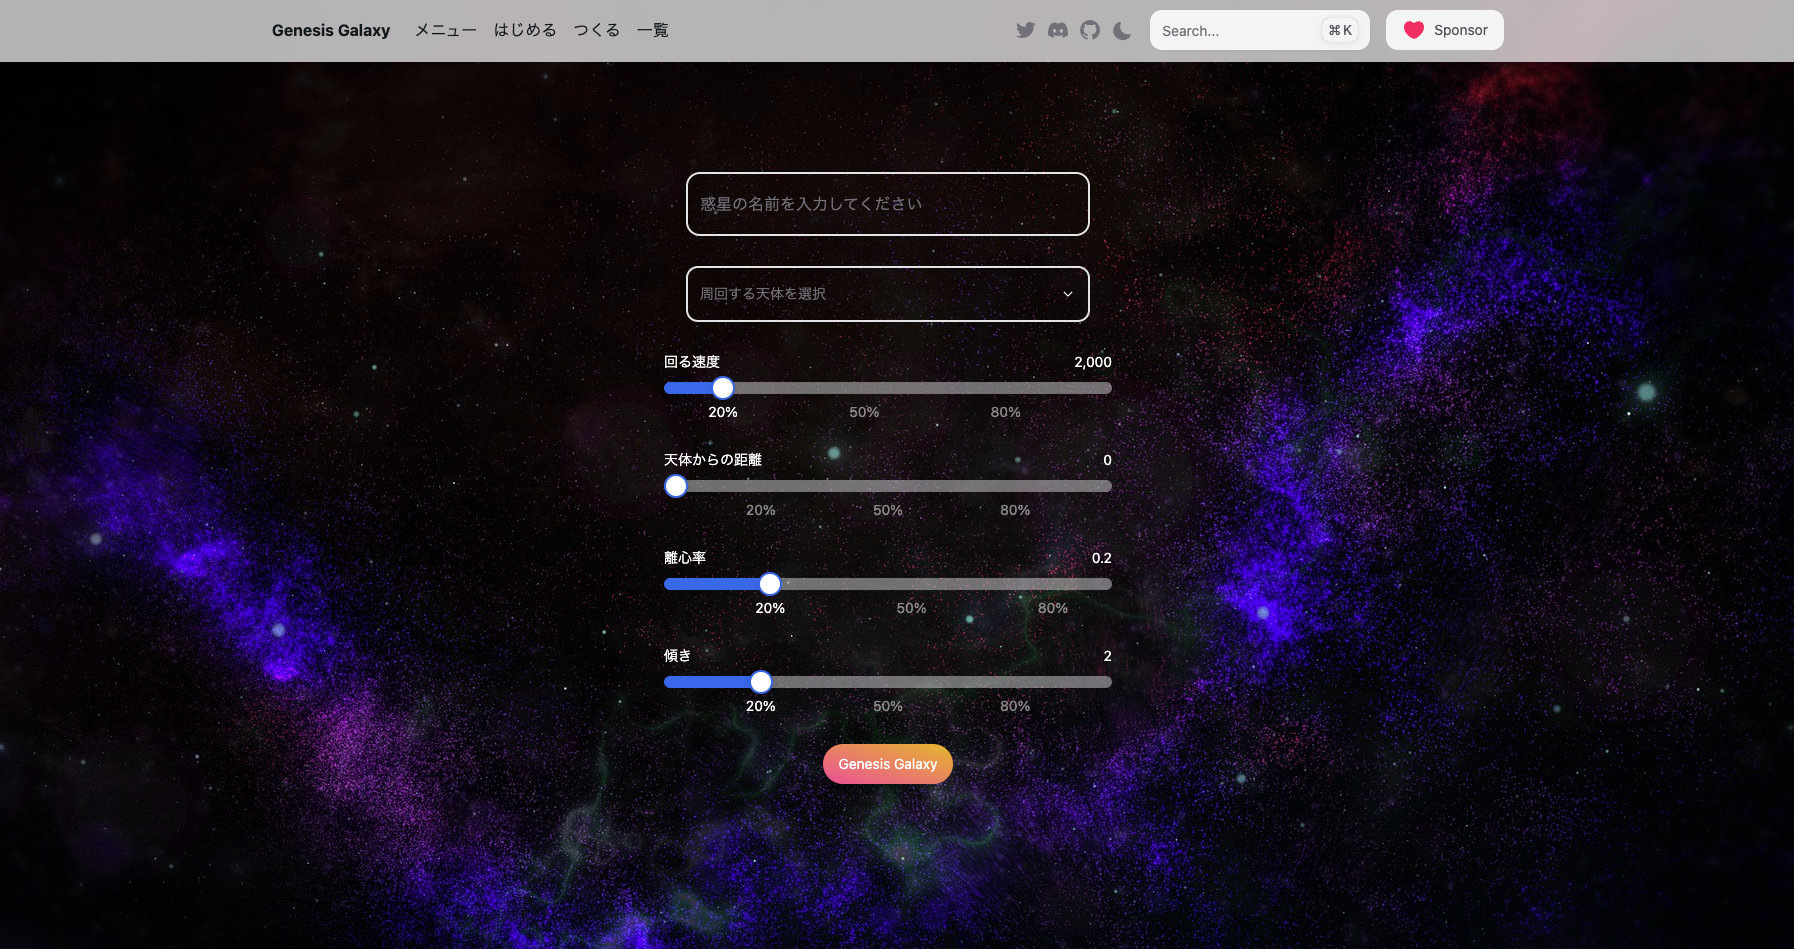 Genesis Galaxy メニュー はじめる つくる 一覧 Search... ⌘K Sponsor
惑星の名前を入力してください
周回する天体を選択
回る速度 2,000
20% 50% 80%
天体からの距離 0
20% 50% 80%
離心率 0.2
20% 50% 80%
傾き 2
20% 50% 80%
Genesis Galaxy